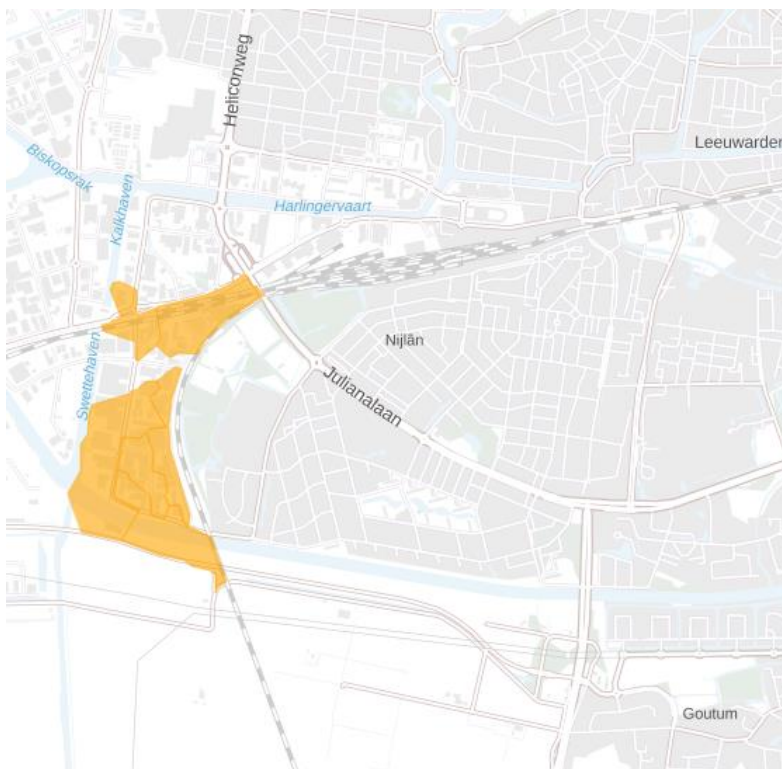 Heliconweg
Leeuwarden
Biskopsrak
Kalkhaven
Harlingervaart
Nijlân
Swettehaven
Julianalaan
Goutum